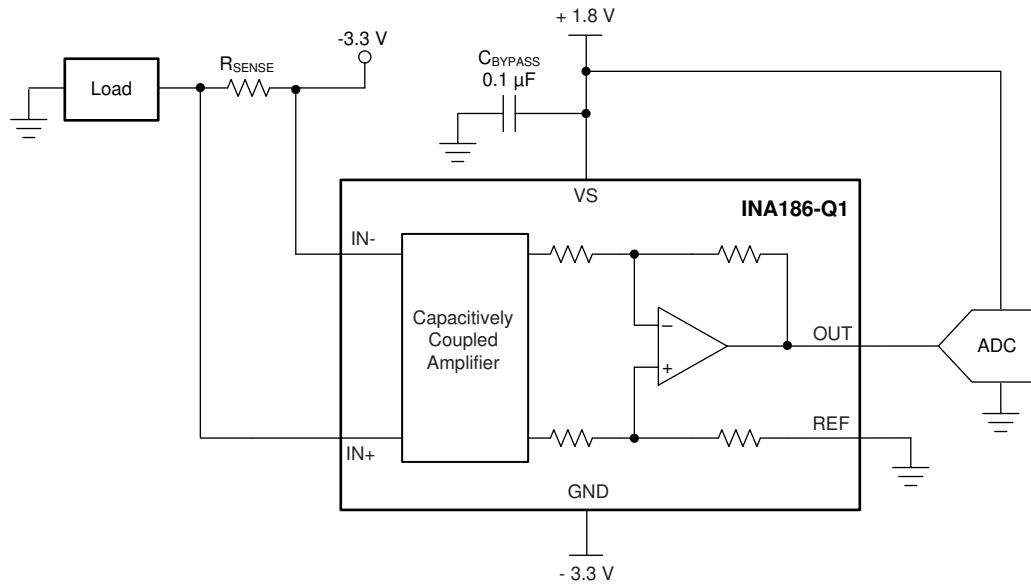 + 1.8 V
-3.3 V
CBYPASS
0.1 µF
RSENSE
Load
VS
INA186-Q1
IN-
Capacitively
Coupled
Amplifier
−
+
OUT
ADC
REF
IN+
GND
- 3.3 V